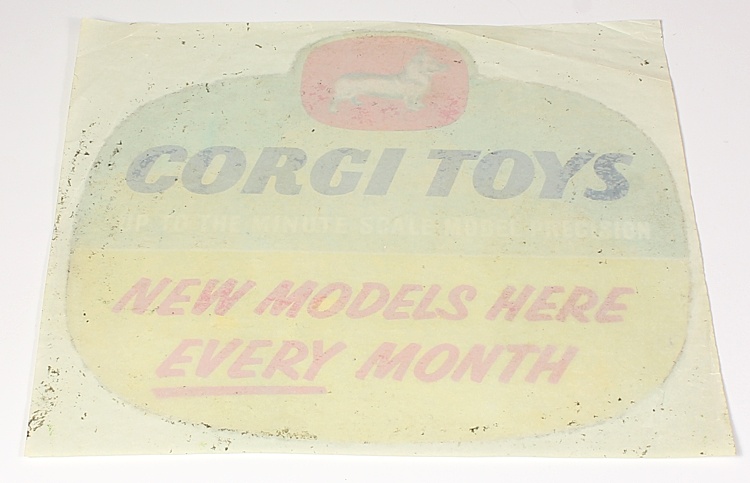 CORGI TOYS
UP TO THE MINUTE SCALE MODEL PRECISION
NEW MODELS HERE
EVERY MONTH